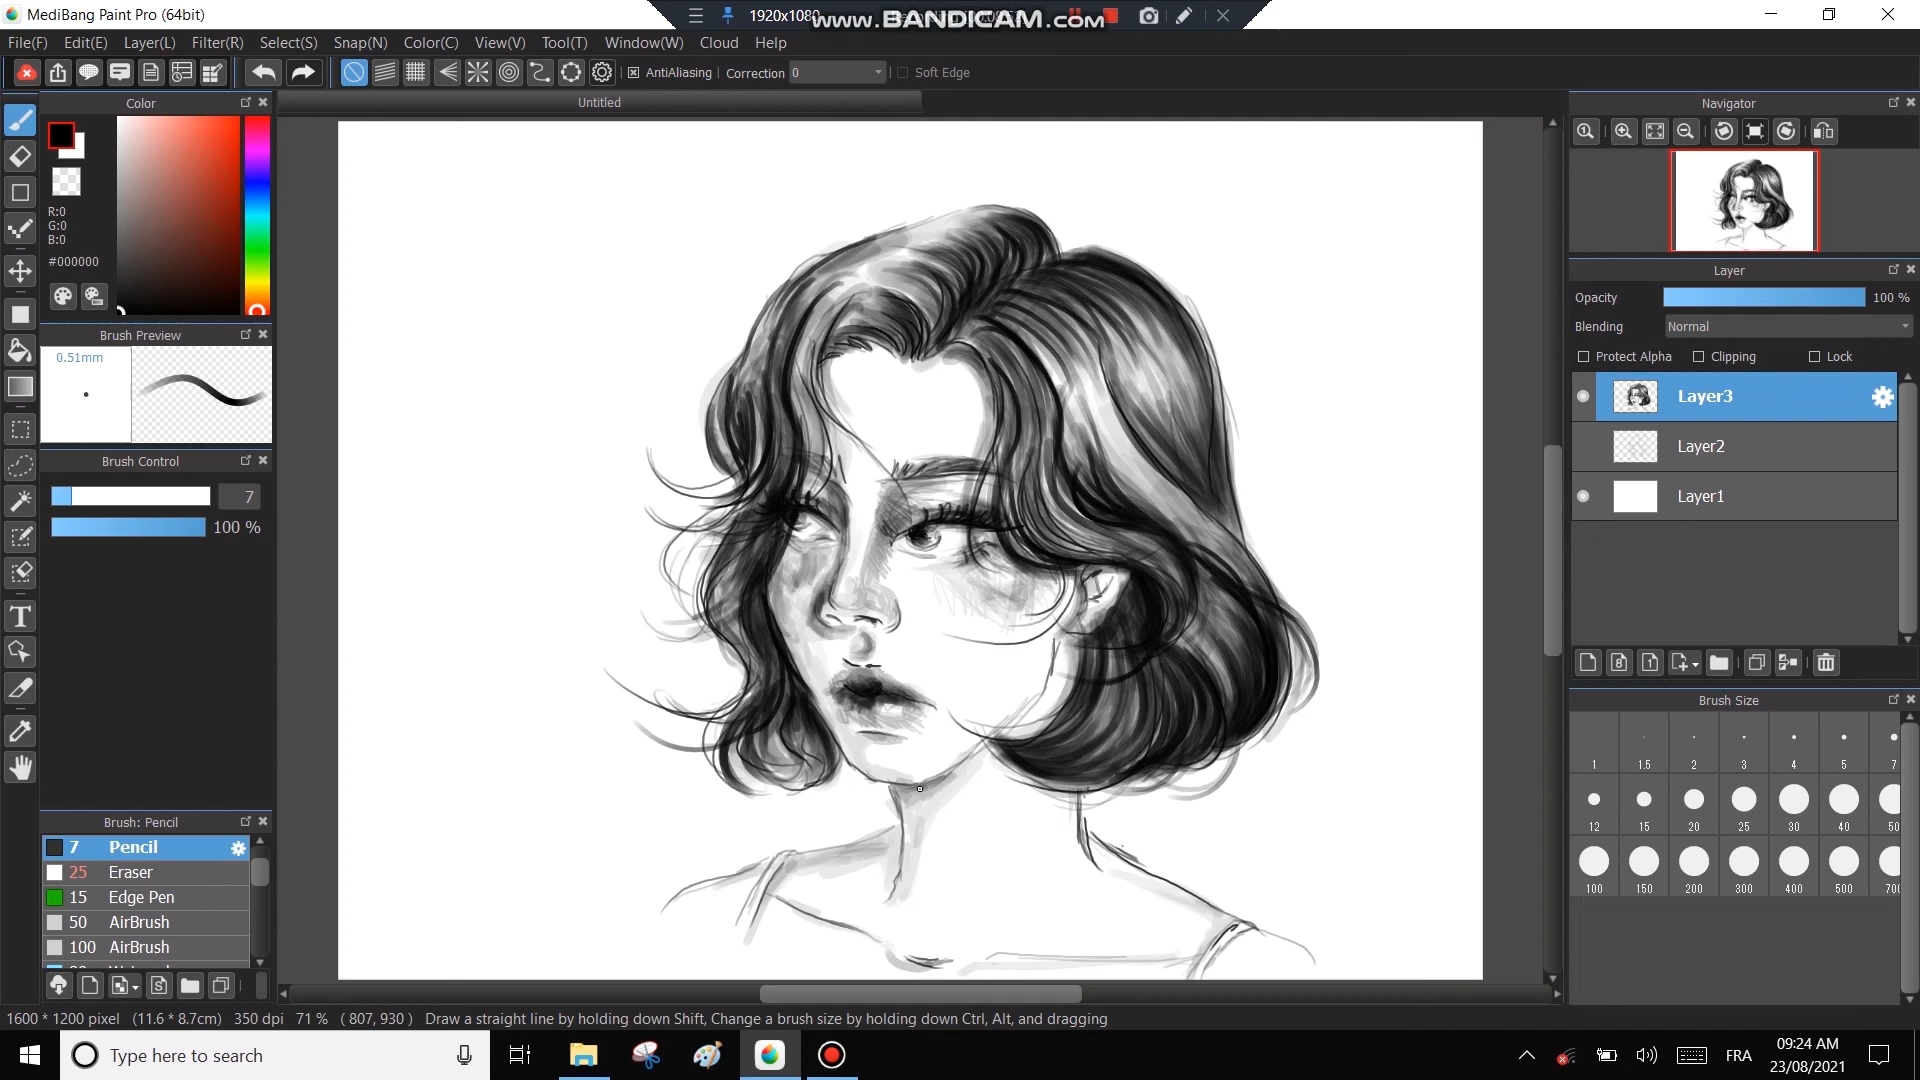 MediBang Paint Pro (64bit)
1920x1080
www.BANDICAM.com
File(F) Edit(E) Layer(L) Filter(R) Select(S) Snap(N) Color(C) View(V) Tool(T) Window(W) Cloud Help
AntiAliasing Correction 0 Soft Edge
Color
Untitled
Navigator
R:0
G:0
B:0
#000000
Layer
Opacity 100 %
Blending Normal
Protect Alpha Clipping Lock
Brush Preview
0.51mm
Layer3
Layer2
Layer1
Brush Control
7
100 %
Brush Size
1 1.5 2 3 4 5 7
12 15 20 25 30 40 50
100 150 200 300 400 500 700
Brush: Pencil
7 Pencil
25 Eraser
15 Edge Pen
50 AirBrush
100 AirBrush
1600 * 1200 pixel (11.6 * 8.7cm) 350 dpi 71 % ( 807, 930 ) Draw a straight line by holding down Shift, Change a brush size by holding down Ctrl, Alt, and dragging
Type here to search
FRA
09:24 AM
23/08/2021